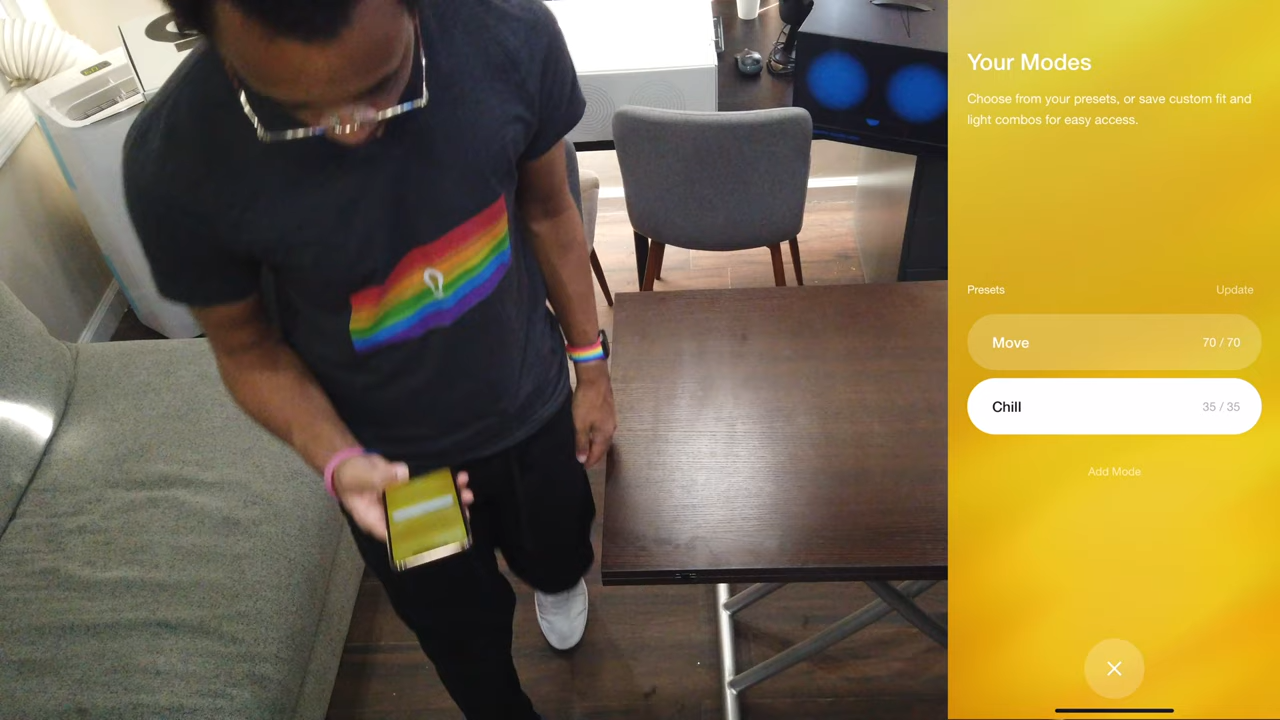 Your Modes
Choose from your presets, or save custom fit and
light combos for easy access.
Presets
Update
Move
70 / 70
Chill
35 / 35
Add Mode